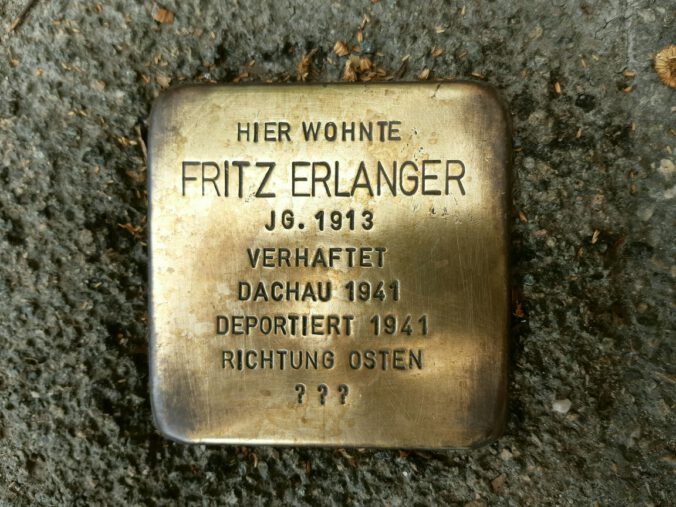 HIER WOHNTE
FRITZ ERLANGER
JG. 1913
VERHAFTET
DACHAU 1941
DEPORTIERT 1941
RICHTUNG OSTEN
???